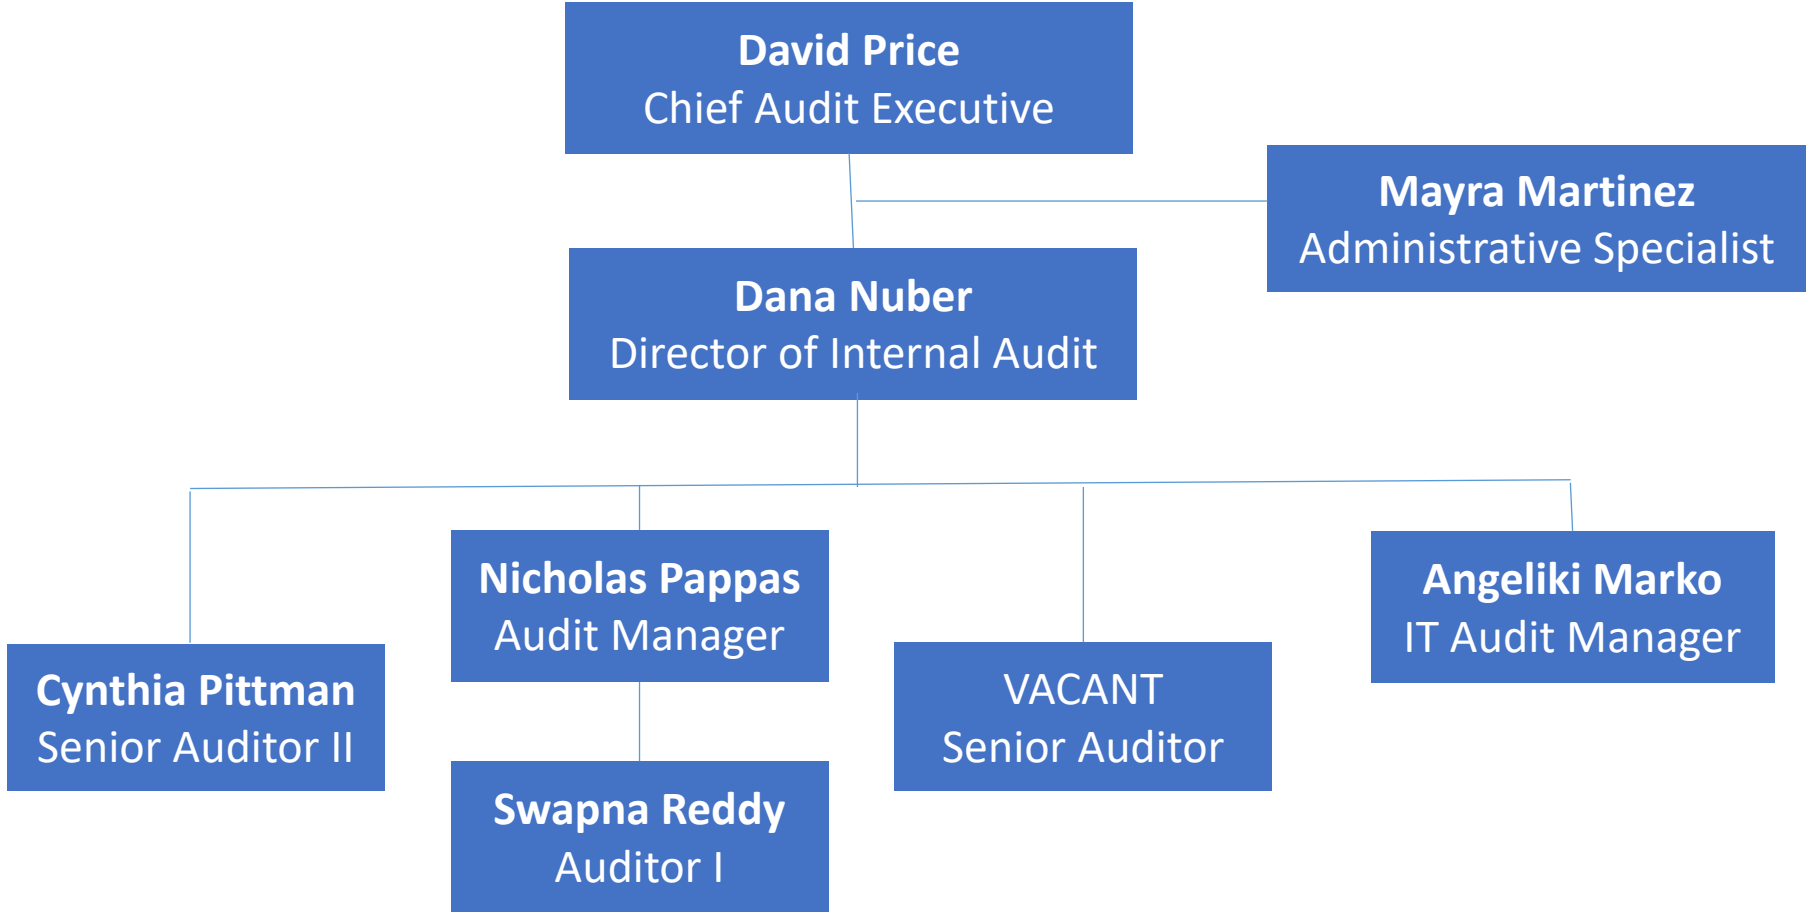 David Price
Chief Audit Executive
Mayra Martinez
Administrative Specialist
Dana Nuber
Director of Internal Audit
Cynthia Pittman
Senior Auditor II
Nicholas Pappas
Audit Manager
Swapna Reddy
Auditor I
VACANT
Senior Auditor
Angeliki Marko
IT Audit Manager